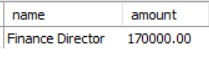 name amount
Finance Director 170000.00